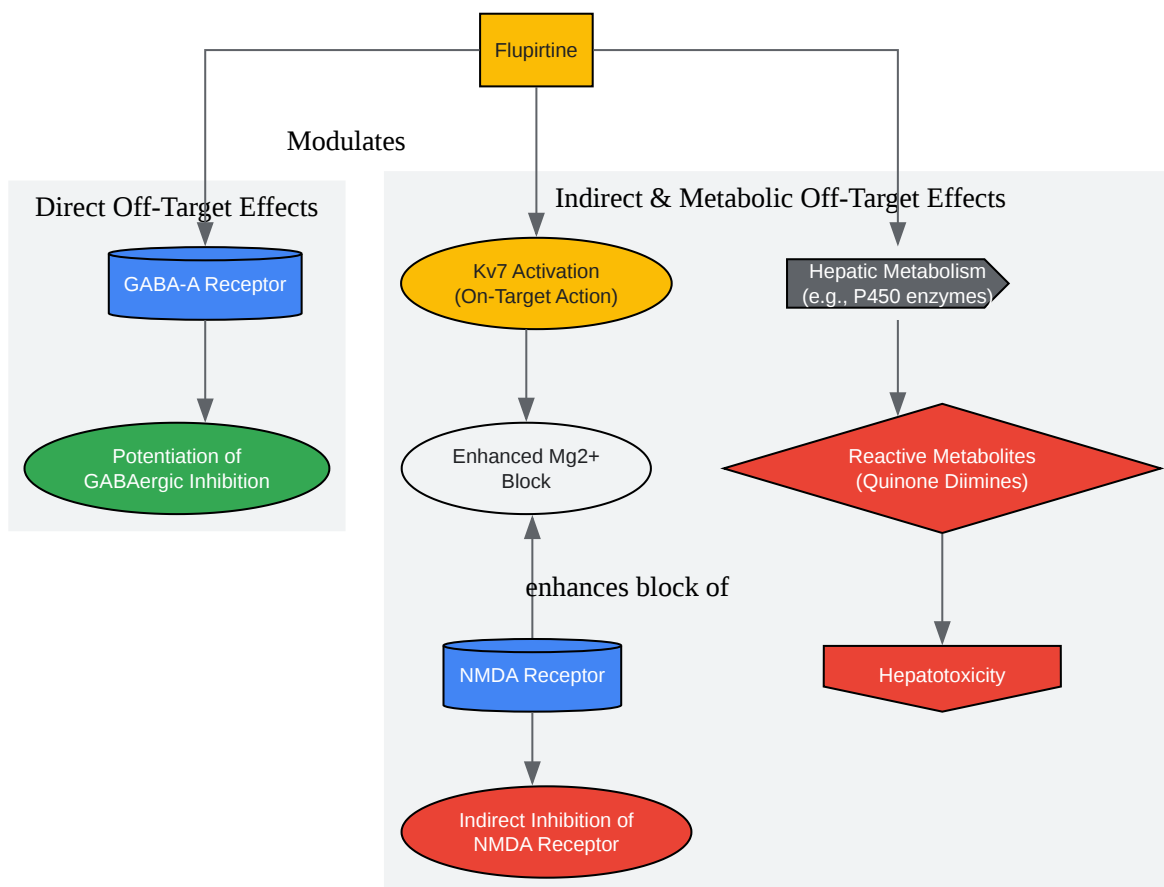 Flupirtine
Modulates
Direct Off-Target Effects
Indirect & Metabolic Off-Target Effects
GABA-A Receptor
Kv7 Activation
(On-Target Action)
Hepatic Metabolism
(e.g., P450 enzymes)
Potentiation of
GABAergic Inhibition
Enhanced Mg2+
Block
Reactive Metabolites
(Quinone Diimines)
enhances block of
NMDA Receptor
Hepatotoxicity
Indirect Inhibition of
NMDA Receptor